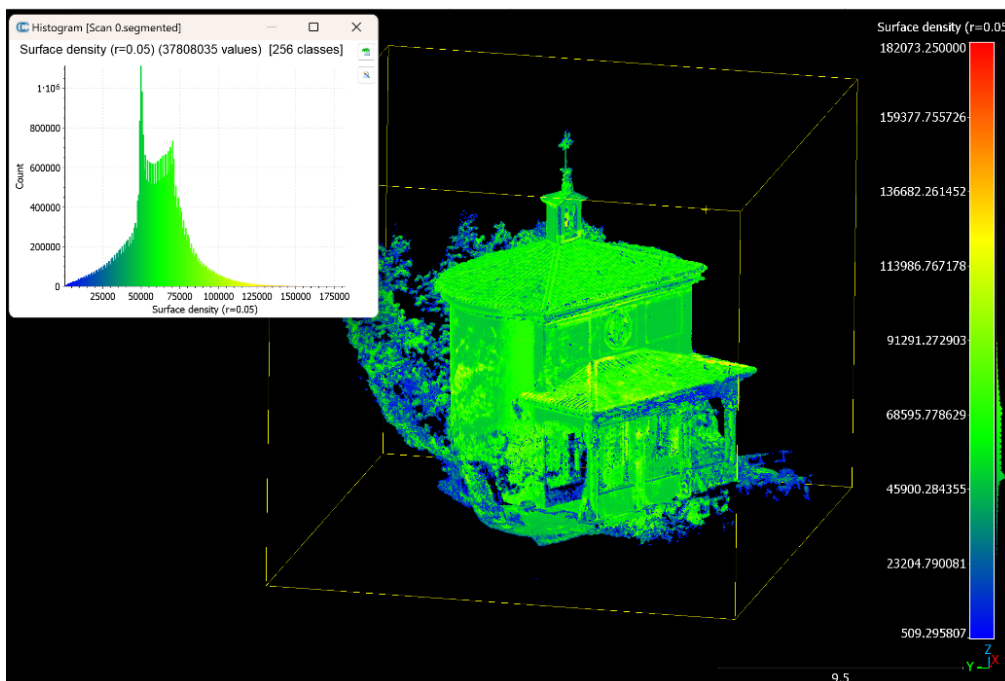 Histogram [Scan 0.segmented]
Surface density (r=0.05) (37808035 values) [256 classes]
1·10⁶
800000
600000
400000
200000
0
Count
25000 50000 75000 100000 125000 150000 175000
Surface density (r=0.05)
Surface density (r=0.05
182073.250000
159377.755726
136682.261452
113986.767178
91291.272903
68595.778629
45900.284355
23204.790081
509.295807
Z
Y X
9.5